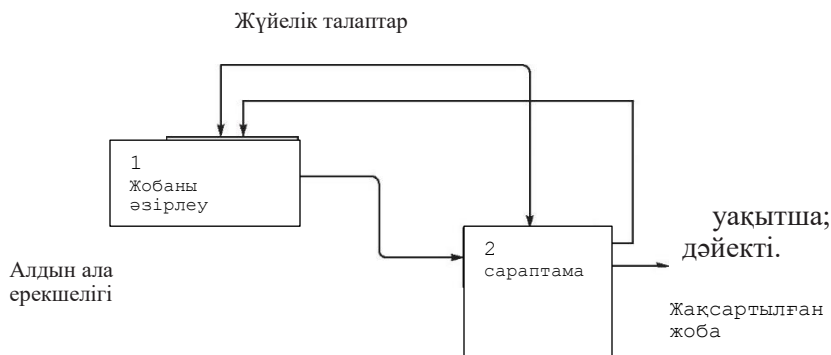 Жүйелік талаптар
1
Жобаны
әзірлеу
уақытша;
2
дәйекті.
сараптама
Алдын ала
ерекшелігі
Жақсартылған
жоба